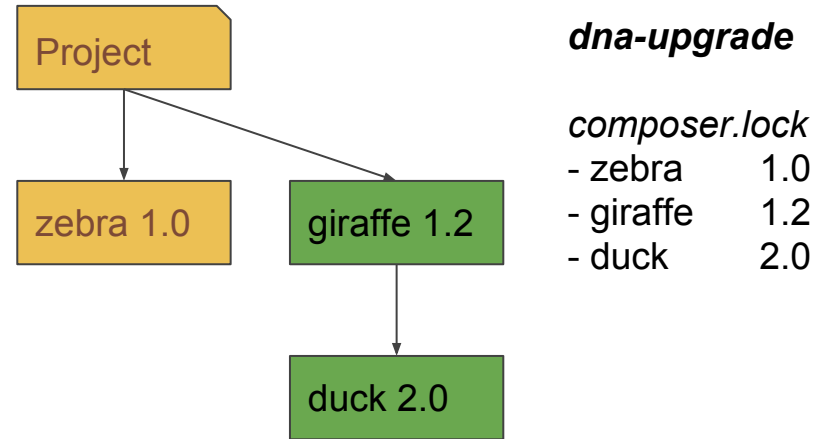 Project
zebra 1.0
giraffe 1.2
duck 2.0
dna-upgrade
composer.lock
- zebra 1.0
- giraffe 1.2
- duck 2.0